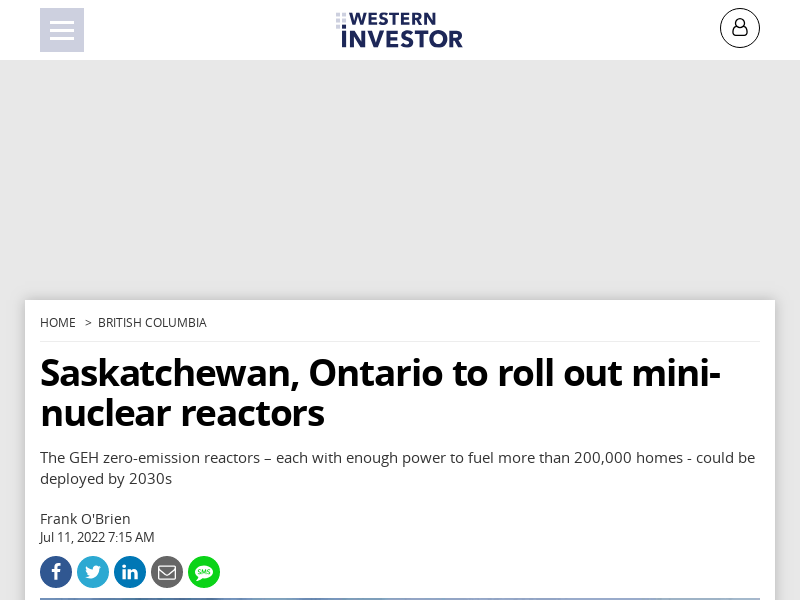 WESTERN
INVESTOR
HOME > BRITISH COLUMBIA
Saskatchewan, Ontario to roll out mini-
nuclear reactors
The GEH zero-emission reactors – each with enough power to fuel more than 200,000 homes - could be
deployed by 2030s
Frank O'Brien
Jul 11, 2022 7:15 AM
SMS